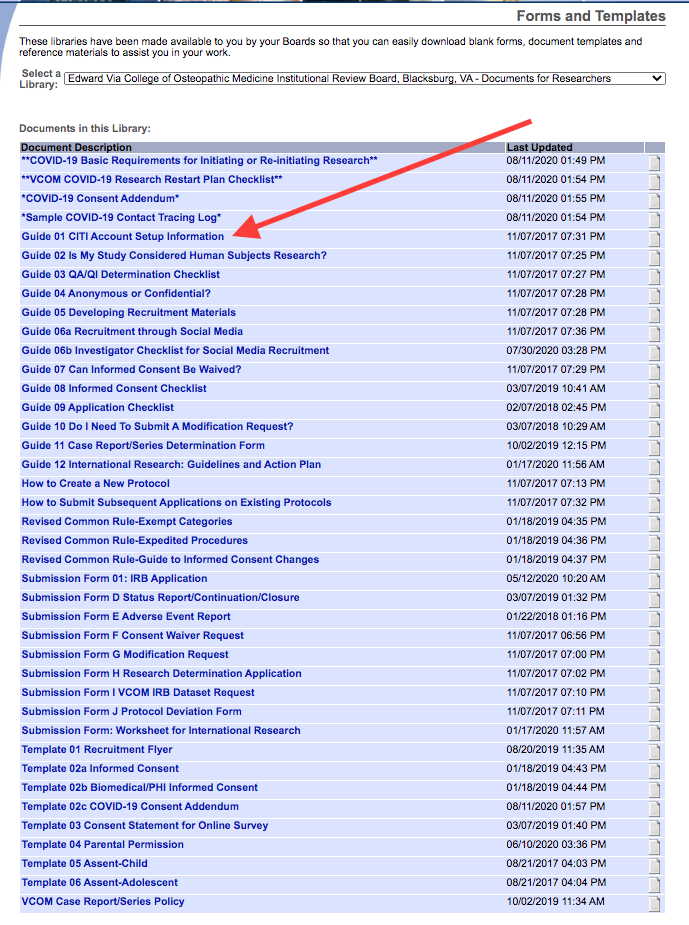 Forms and Templates
These libraries have been made available to you by your Boards so that you can easily download blank forms, document templates and
reference materials to assist you in your work.
Select a
Library:
Edward Via College of Osteopathic Medicine Institutional Review Board, Blacksburg, VA - Documents for Researchers
Documents in this Library:
Document Description Last Updated
**COVID-19 Basic Requirements for Initiating or Re-initiating Research** 08/11/2020 01:49 PM
**VCOM COVID-19 Research Restart Plan Checklist** 08/11/2020 01:54 PM
*COVID-19 Consent Addendum* 08/11/2020 01:55 PM
*Sample COVID-19 Contact Tracing Log* 08/11/2020 01:54 PM
Guide 01 CITI Account Setup Information 11/07/2017 07:31 PM
Guide 02 Is My Study Considered Human Subjects Research? 11/07/2017 07:25 PM
Guide 03 QA/QI Determination Checklist 11/07/2017 07:27 PM
Guide 04 Anonymous or Confidential? 11/07/2017 07:28 PM
Guide 05 Developing Recruitment Materials 11/07/2017 07:28 PM
Guide 06a Recruitment through Social Media 11/07/2017 07:36 PM
Guide 06b Investigator Checklist for Social Media Recruitment 07/30/2020 03:28 PM
Guide 07 Can Informed Consent Be Waived? 11/07/2017 07:29 PM
Guide 08 Informed Consent Checklist 03/07/2019 10:41 AM
Guide 09 Application Checklist 02/07/2018 02:45 PM
Guide 10 Do I Need To Submit A Modification Request? 03/07/2018 10:29 AM
Guide 11 Case Report/Series Determination Form 10/02/2019 12:15 PM
Guide 12 International Research: Guidelines and Action Plan 01/17/2020 11:56 AM
How to Create a New Protocol 11/07/2017 07:13 PM
How to Submit Subsequent Applications on Existing Protocols 11/07/2017 07:32 PM
Revised Common Rule-Exempt Categories 01/18/2019 04:35 PM
Revised Common Rule-Expedited Procedures 01/18/2019 04:36 PM
Revised Common Rule-Guide to Informed Consent Changes 01/18/2019 04:37 PM
Submission Form 01: IRB Application 05/12/2020 10:20 AM
Submission Form D Status Report/Continuation/Closure 03/07/2019 01:32 PM
Submission Form E Adverse Event Report 01/22/2018 01:16 PM
Submission Form F Consent Waiver Request 11/07/2017 06:56 PM
Submission Form G Modification Request 11/07/2017 07:00 PM
Submission Form H Research Determination Application 11/07/2017 07:02 PM
Submission Form I VCOM IRB Dataset Request 11/07/2017 07:10 PM
Submission Form J Protocol Deviation Form 11/07/2017 07:11 PM
Submission Form: Worksheet for International Research 01/17/2020 11:57 AM
Template 01 Recruitment Flyer 08/20/2019 11:35 AM
Template 02a Informed Consent 01/18/2019 04:43 PM
Template 02b Biomedical/PHI Informed Consent 01/18/2019 04:44 PM
Template 02c COVID-19 Consent Addendum 08/11/2020 01:57 PM
Template 03 Consent Statement for Online Survey 03/07/2019 01:40 PM
Template 04 Parental Permission 06/10/2020 03:36 PM
Template 05 Assent-Child 08/21/2017 04:03 PM
Template 06 Assent-Adolescent 08/21/2017 04:04 PM
VCOM Case Report/Series Policy 10/02/2019 11:34 AM